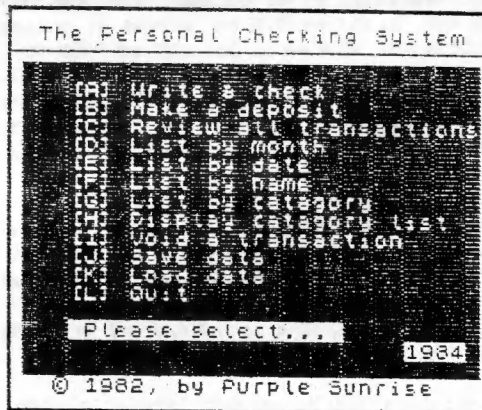 The Personal Checking System
[A] Write a check
[B] Make a deposit
[C] Review all transactions
[D] List by month
[E] List by date
[F] List by name
[G] List by catagory
[H] Display catagory list
[I] Void a transaction
[J] Save data
[K] Load data
[L] Quit
Please select...
1984
© 1982, by Purple Sunrise